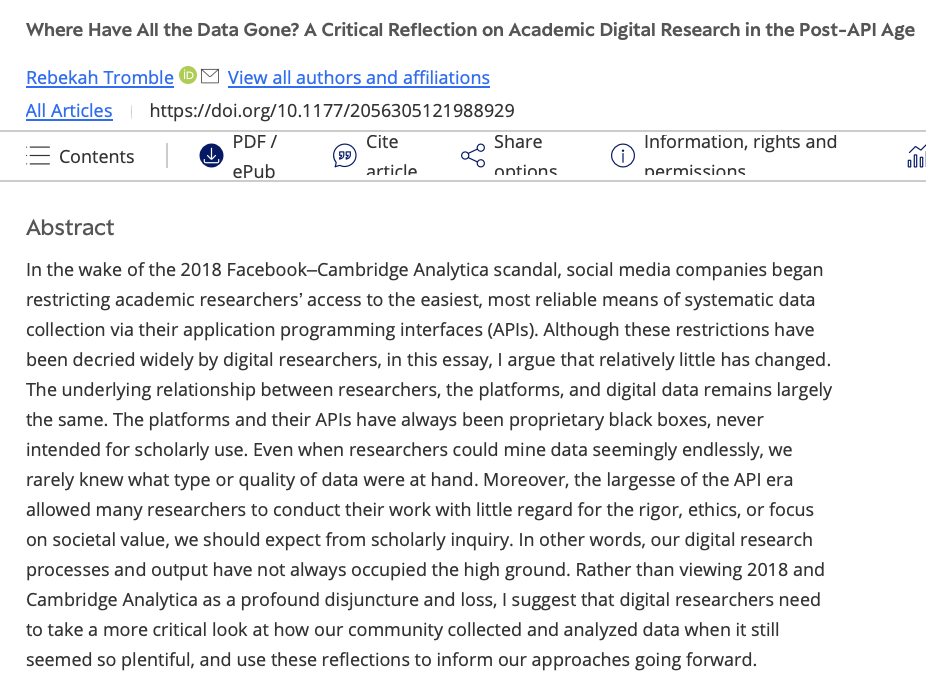 Where Have All the Data Gone? A Critical Reflection on Academic Digital Research in the Post-API Age
Rebekah Tromble iD View all authors and affiliations
All Articles https://doi.org/10.1177/2056305121988929
Contents
PDF /
ePub
Cite
article
Share
options
Information, rights and
permissions
Abstract
In the wake of the 2018 Facebook–Cambridge Analytica scandal, social media companies began
restricting academic researchers’ access to the easiest, most reliable means of systematic data
collection via their application programming interfaces (APIs). Although these restrictions have
been decried widely by digital researchers, in this essay, I argue that relatively little has changed.
The underlying relationship between researchers, the platforms, and digital data remains largely
the same. The platforms and their APIs have always been proprietary black boxes, never
intended for scholarly use. Even when researchers could mine data seemingly endlessly, we
rarely knew what type or quality of data were at hand. Moreover, the largesse of the API era
allowed many researchers to conduct their work with little regard for the rigor, ethics, or focus
on societal value, we should expect from scholarly inquiry. In other words, our digital research
processes and output have not always occupied the high ground. Rather than viewing 2018 and
Cambridge Analytica as a profound disjuncture and loss, I suggest that digital researchers need
to take a more critical look at how our community collected and analyzed data when it still
seemed so plentiful, and use these reflections to inform our approaches going forward.